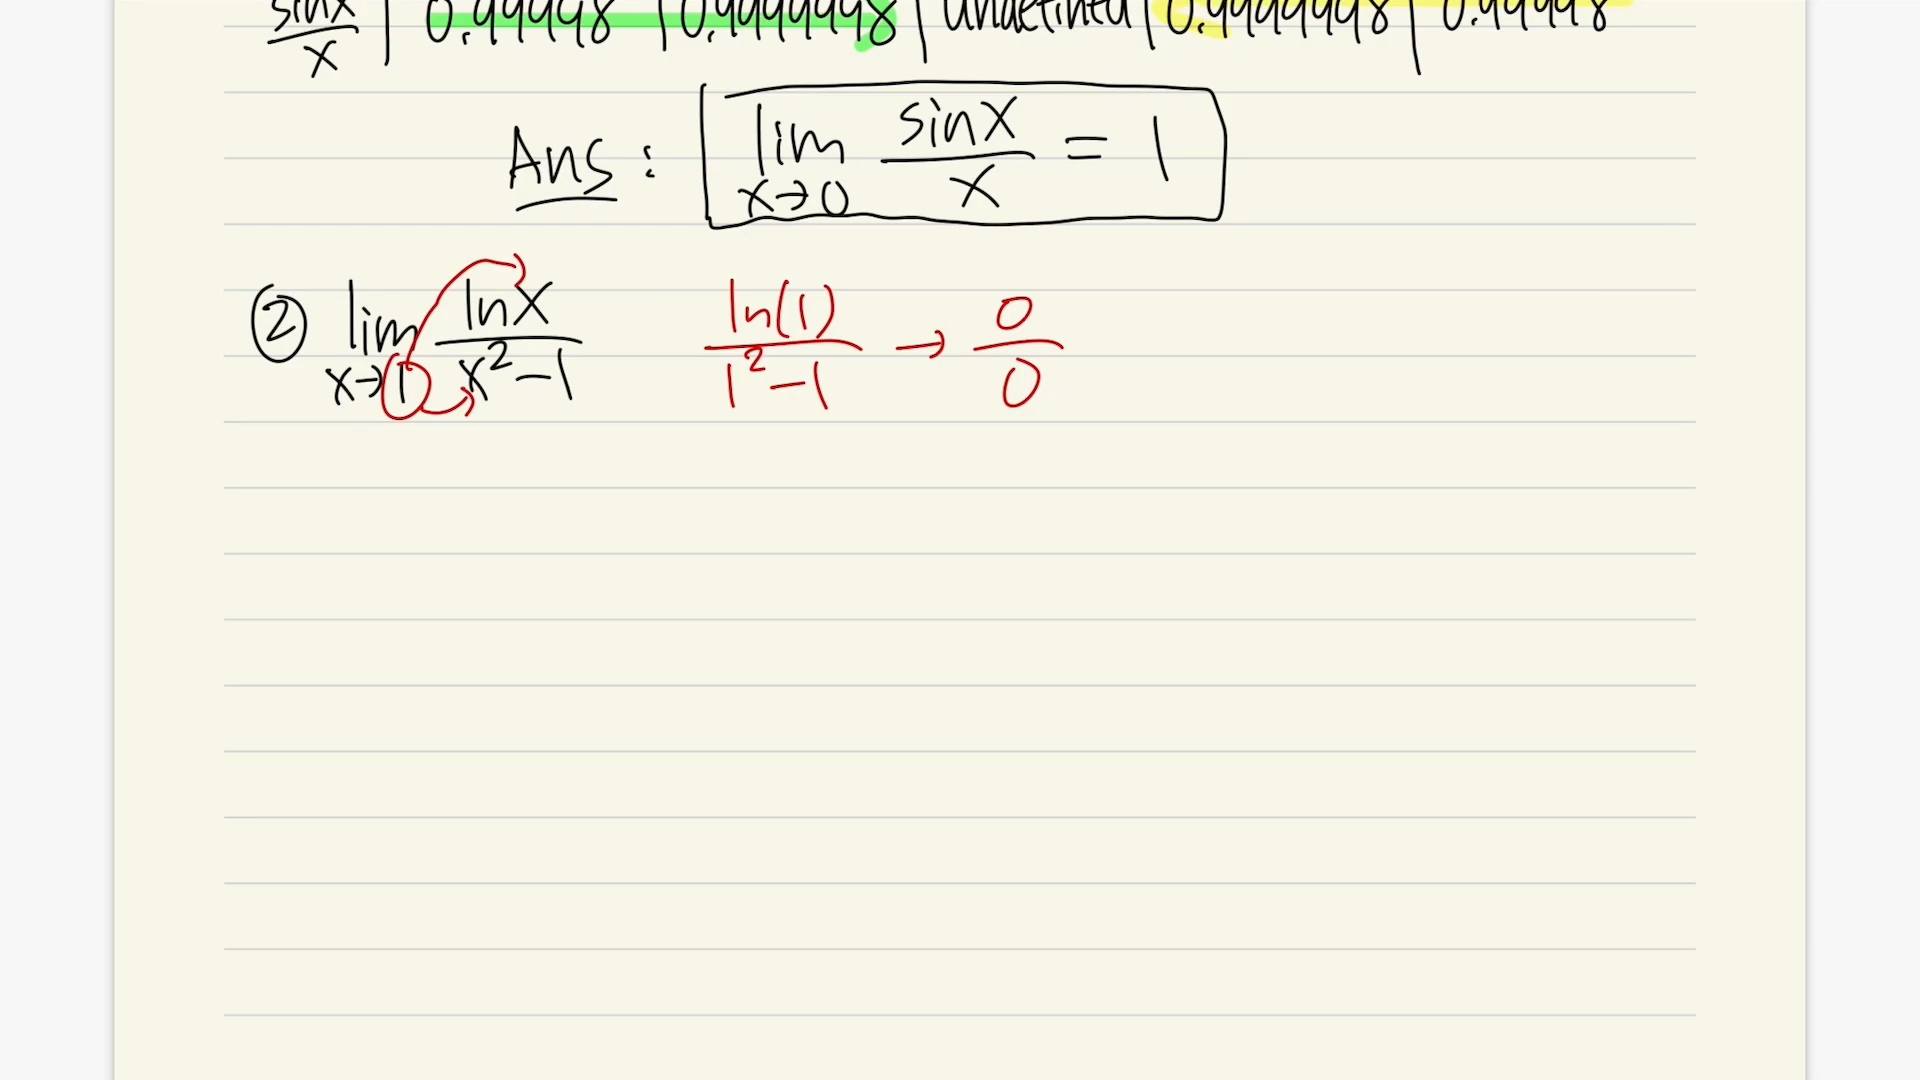 sinx/x | 0.99998 | 0.9999998 | undefined | 0.9999998 | 0.99998
Ans: lim x→0 sinx/x = 1
② lim x→1 lnx/x²-1 ln(1)/1²-1 → 0/0